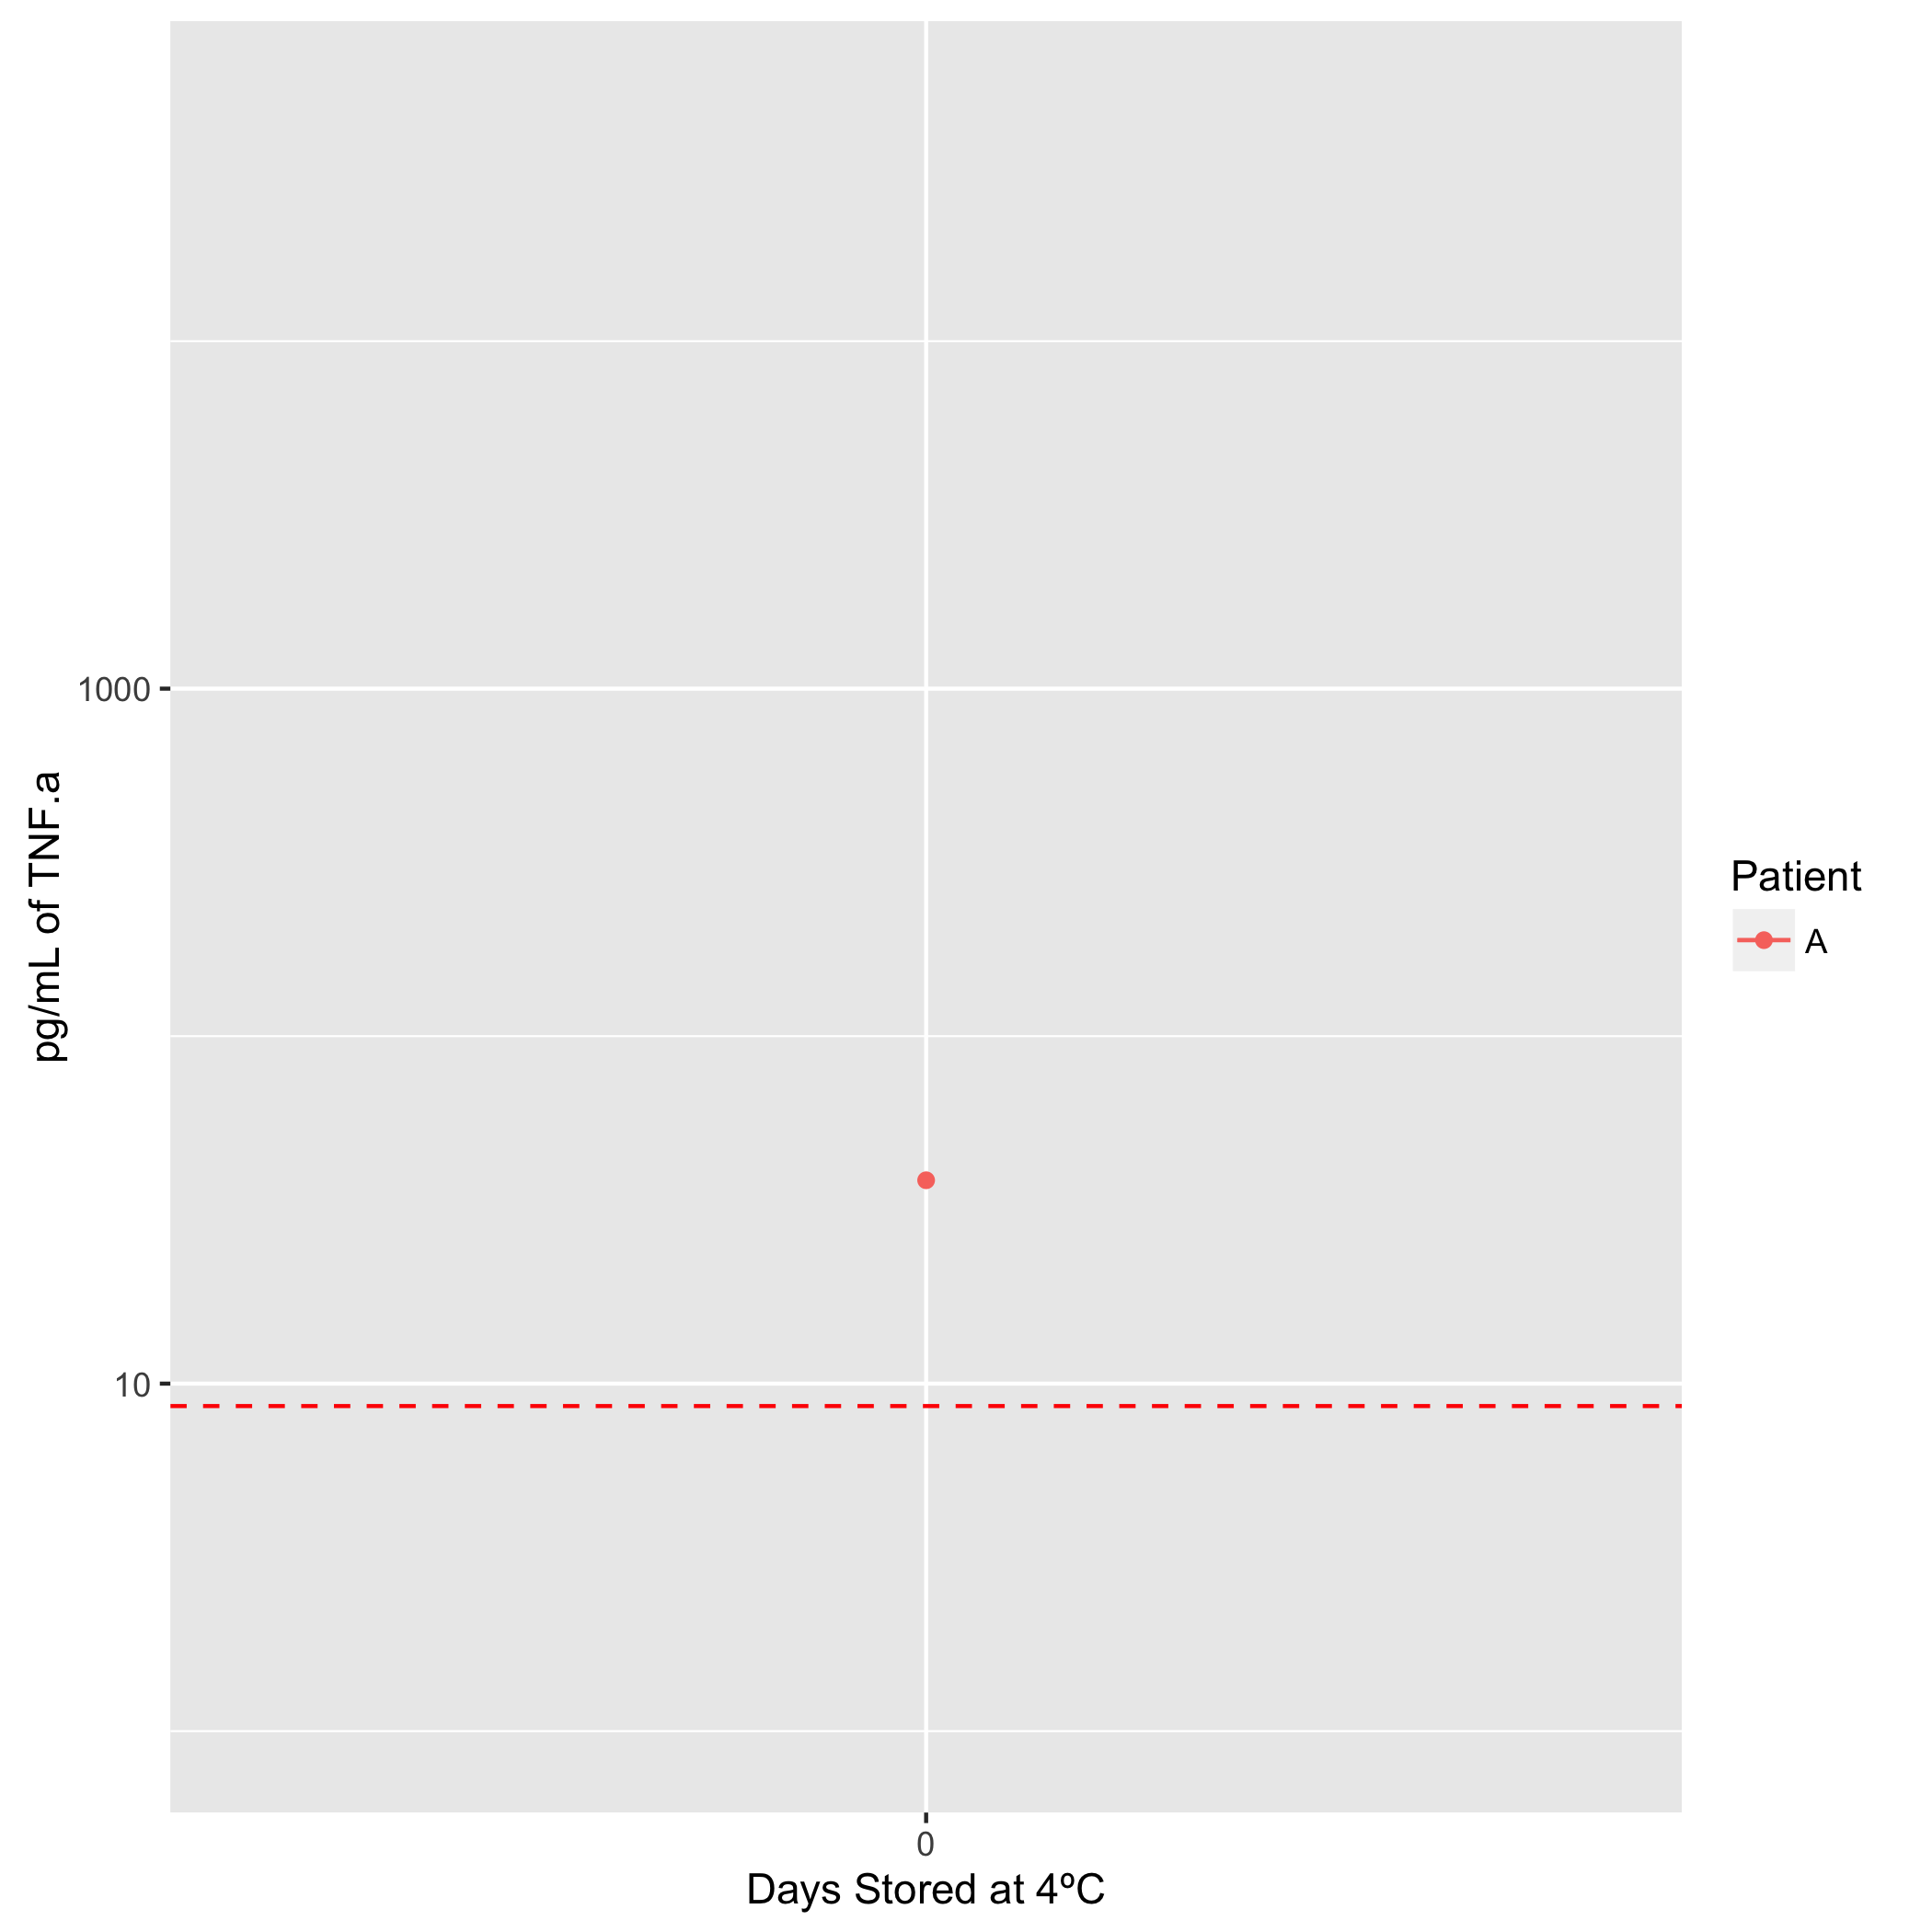 pg/mL of TNF.a
1000
10
0
Days Stored at 4ºC
Patient
A